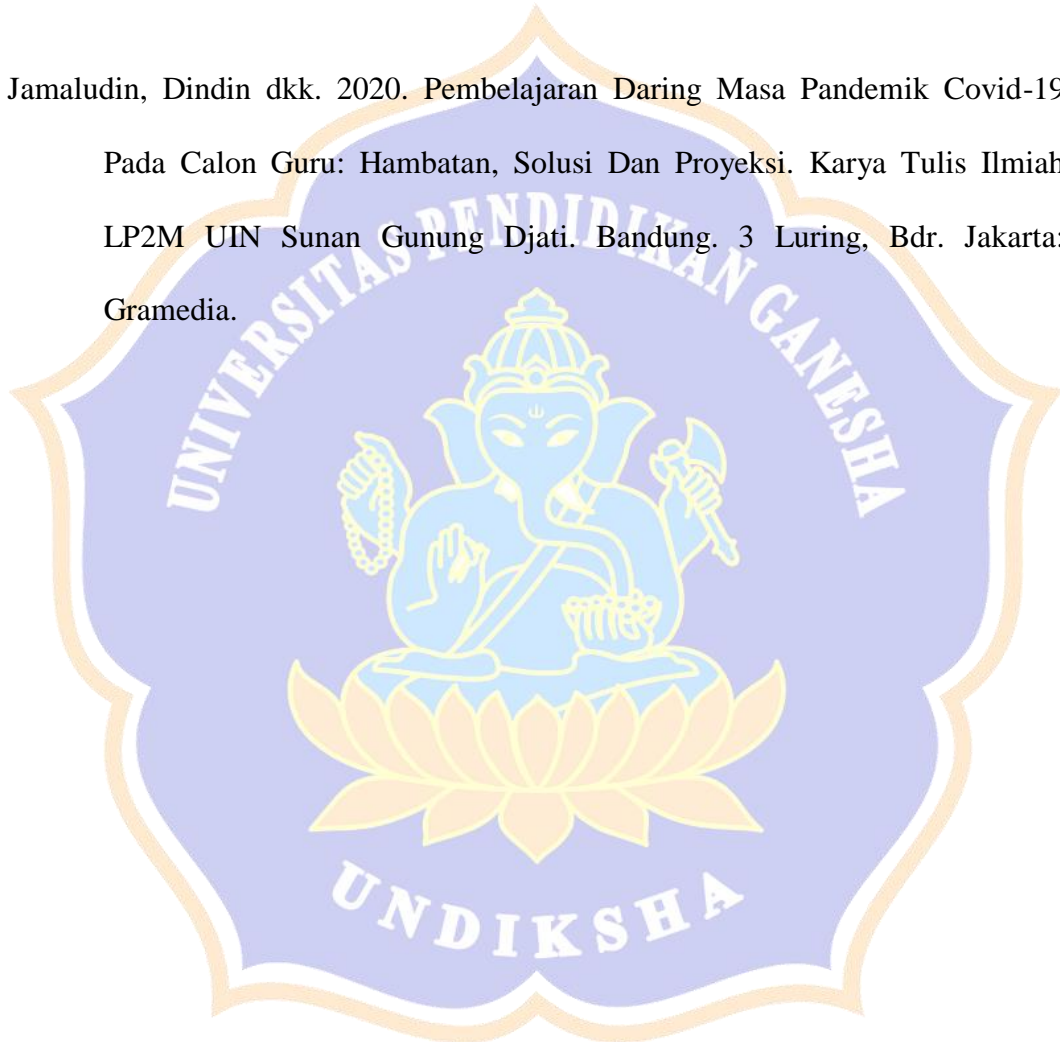 Jamaludin, Dindin dkk. 2020. Pembelajaran Daring Masa Pandemik Covid-19
Pada Calon Guru: Hambatan, Solusi Dan Proyeksi. Karya Tulis Ilmiah
LP2M UIN Sunan Gunung Djati. Bandung. 3 Luring, Bdr. Jakarta:
Gramedia.
UNIVERSITAS PENDIDIKAN GANESHA
UNDIKSHA